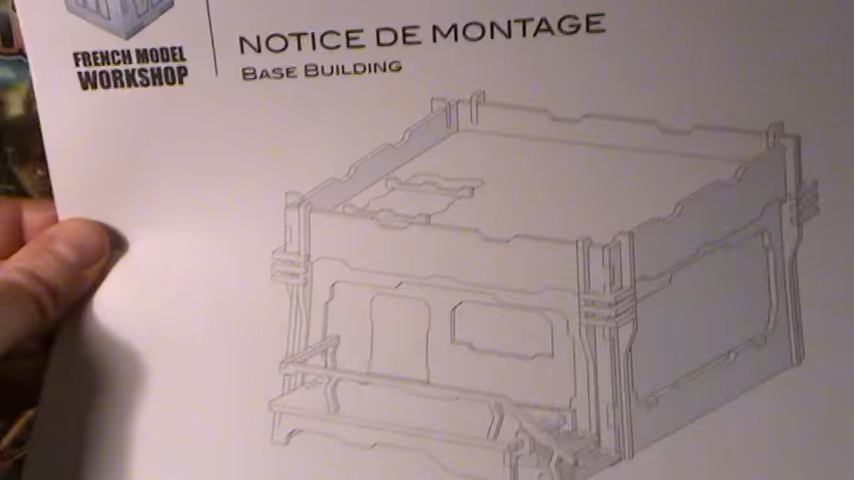 FRENCH MODEL
WORKSHOP
NOTICE DE MONTAGE
BASE BUILDING